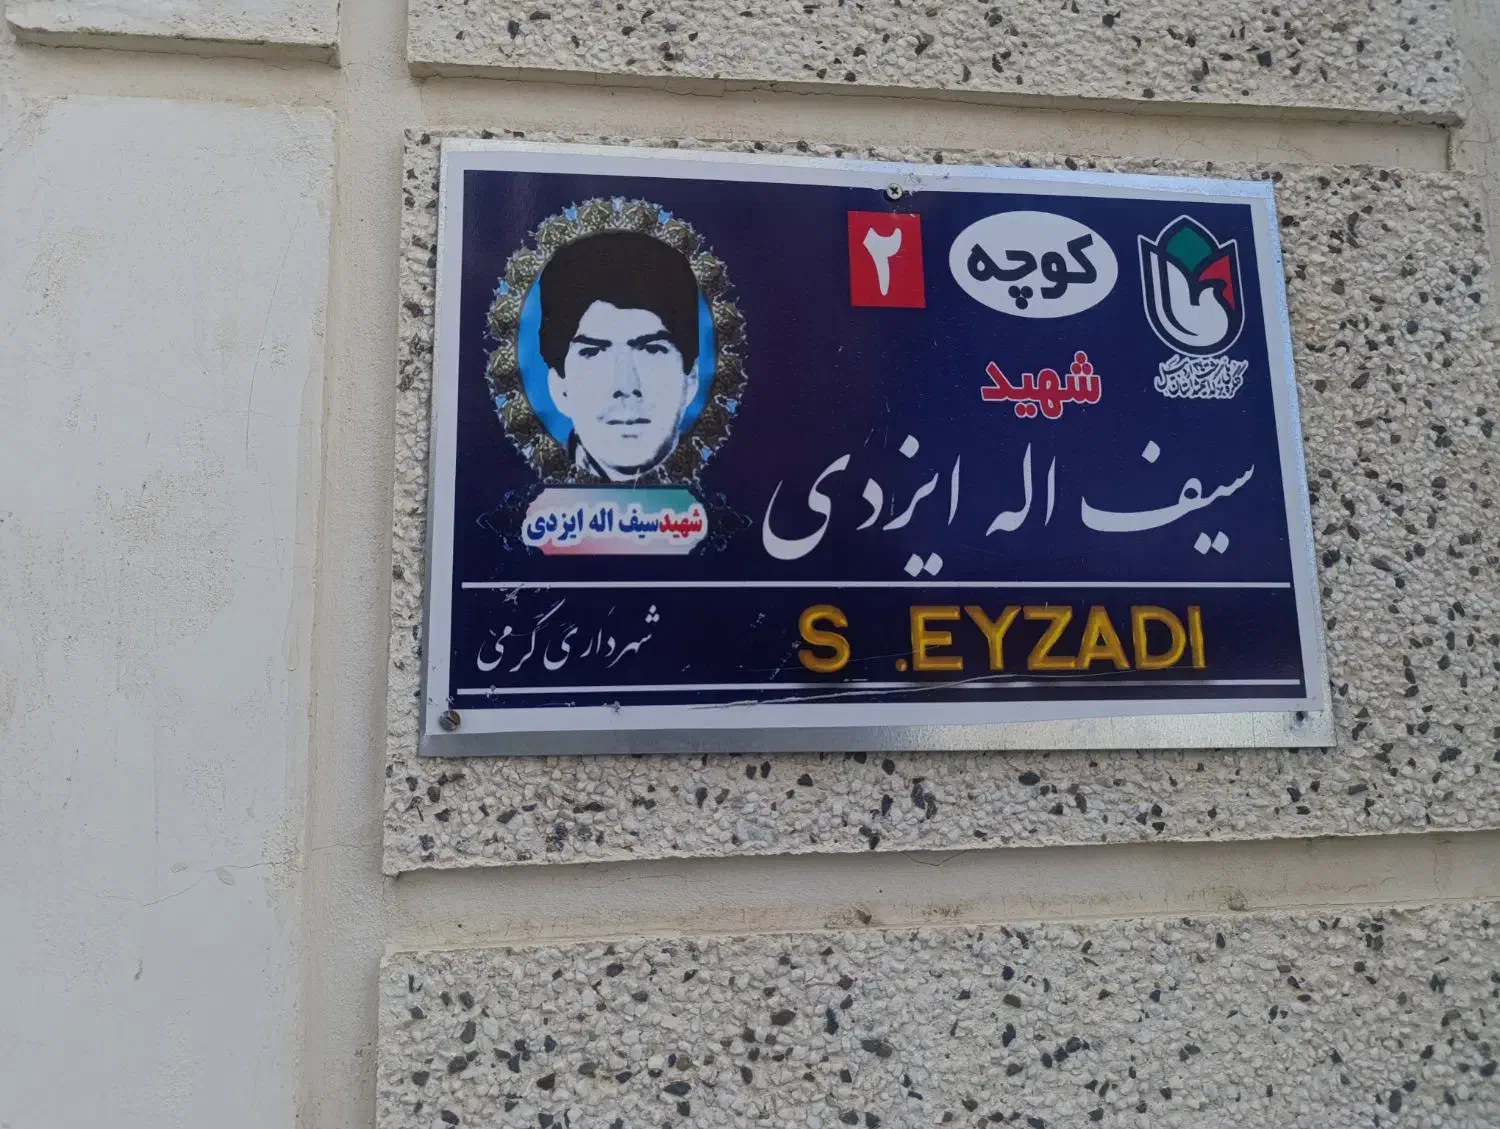 کوچه ۲
شهید
سیف اله ایزدی
شهید سیف اله ایزدی
S .EYZADI
شهرداری گرمی